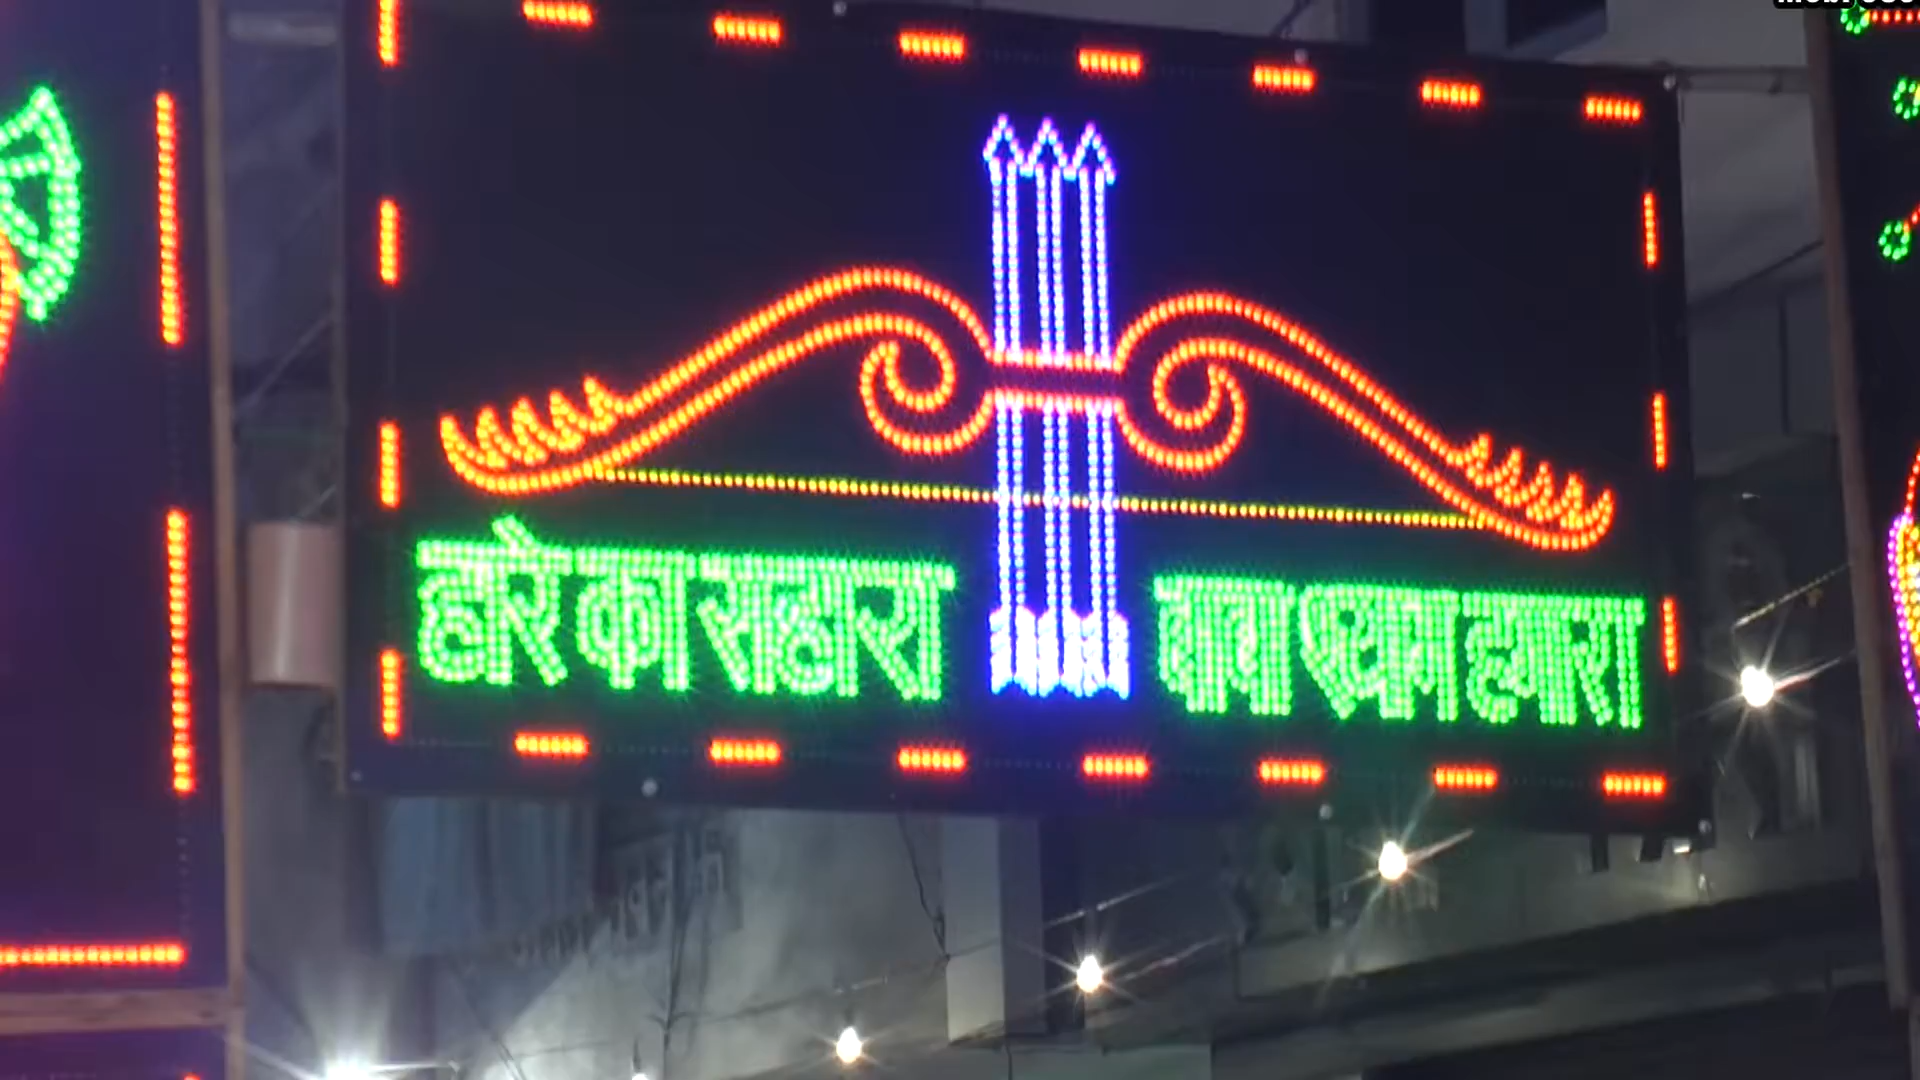 हारे का सहारा बाबा श्याम हमारा